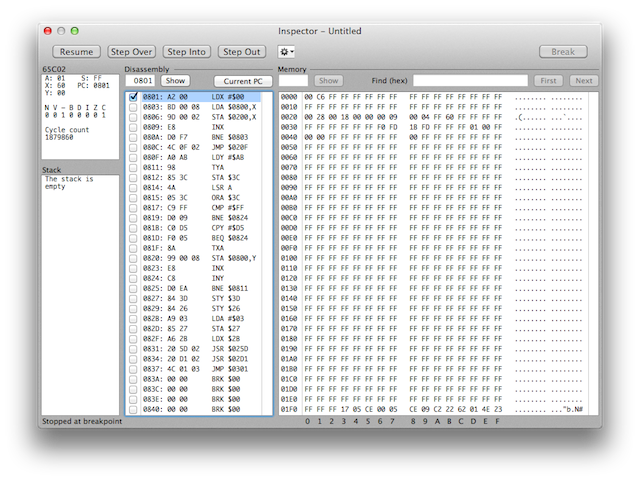 Inspector – Untitled
Resume Step Over Step Into Step Out Break
65C02
A: 01 S: FF
X: 60 PC: 0801
Y: 00
N V – B D I Z C
0 0 1 0 0 0 0 1
Cycle count
1879860
Stack
The stack is
empty
Disassembly
0801 Show Current PC
0801: A2 00 LDX #$00
0803: BD 00 08 LDA $0800,X
0806: 9D 00 02 STA $0200,X
0809: E8 INX
080A: D0 F7 BNE $0803
080C: 4C 0F 02 JMP $020F
080F: A0 AB LDY #$AB
0811: 98 TYA
0812: 85 3C STA $3C
0814: 4A LSR A
0815: 05 3C ORA $3C
0817: C9 FF CMP #$FF
0819: D0 09 BNE $0824
081B: C0 D5 CPY #$D5
081D: F0 05 BEQ $0824
081F: 8A TXA
0820: 99 00 08 STA $0800,Y
0823: E8 INX
0824: C8 INY
0825: D0 EA BNE $0811
0827: 84 3D STY $3D
0829: 84 26 STY $26
082B: A9 03 LDA #$03
082D: 85 27 STA $27
082F: A6 2B LDX $2B
0831: 20 5D 02 JSR $025D
0834: 20 D1 02 JSR $02D1
0837: 4C 01 03 JMP $0301
083A: 00 00 BRK $00
083C: 00 00 BRK $00
083E: 00 00 BRK $00
0840: 00 00 BRK $00
Memory
Show Find (hex) First Next
0000 00 C6 FF FF FF FF FF FF FF FF FF FF FF FF FF FF ........ ........
0010 FF FF FF FF FF FF FF FF FF FF FF FF FF FF FF FF ........ ........
0020 00 28 00 18 00 00 00 09 00 04 FF 60 FF FF FF FF .(...... ...`....
0030 FF FF FF FF FF FF F0 FD 1B FD FF FF FF 01 00 FF ........ ........
0040 00 00 FF FF FF FF FF FF FF FF FF FF FF FF FF FF ........ ........
0050 FF FF FF FF FF FF FF FF FF FF FF FF FF FF FF FF ........ ........
0060 FF FF FF FF FF FF FF FF FF FF FF FF FF FF FF FF ........ ........
0070 FF FF FF FF FF FF FF FF FF FF FF FF FF FF FF FF ........ ........
0080 FF FF FF FF FF FF FF FF FF FF FF FF FF FF FF FF ........ ........
0090 FF FF FF FF FF FF FF FF FF FF FF FF FF FF FF FF ........ ........
00A0 FF FF FF FF FF FF FF FF FF FF FF FF FF FF FF FF ........ ........
00B0 FF FF FF FF FF FF FF FF FF FF FF FF FF FF FF FF ........ ........
00C0 FF FF FF FF FF FF FF FF FF FF FF FF FF FF FF FF ........ ........
00D0 FF FF FF FF FF FF FF FF FF FF FF FF FF FF FF FF ........ ........
00E0 FF FF FF FF FF FF FF FF FF FF FF FF FF FF FF FF ........ ........
00F0 FF FF FF FF FF FF FF FF FF FF FF FF FF FF FF FF ........ ........
0100 FF FF FF FF FF FF FF FF FF FF FF FF FF FF FF FF ........ ........
0110 FF FF FF FF FF FF FF FF FF FF FF FF FF FF FF FF ........ ........
0120 FF FF FF FF FF FF FF FF FF FF FF FF FF FF FF FF ........ ........
0130 FF FF FF FF FF FF FF FF FF FF FF FF FF FF FF FF ........ ........
0140 FF FF FF FF FF FF FF FF FF FF FF FF FF FF FF FF ........ ........
0150 FF FF FF FF FF FF FF FF FF FF FF FF FF FF FF FF ........ ........
0160 FF FF FF FF FF FF FF FF FF FF FF FF FF FF FF FF ........ ........
0170 FF FF FF FF FF FF FF FF FF FF FF FF FF FF FF FF ........ ........
0180 FF FF FF FF FF FF FF FF FF FF FF FF FF FF FF FF ........ ........
0190 FF FF FF FF FF FF FF FF FF FF FF FF FF FF FF FF ........ ........
01A0 FF FF FF FF FF FF FF FF FF FF FF FF FF FF FF FF ........ ........
01B0 FF FF FF FF FF FF FF FF FF FF FF FF FF FF FF FF ........ ........
01C0 FF FF FF FF FF FF FF FF FF FF FF FF FF FF FF FF ........ ........
01D0 FF FF FF FF FF FF FF FF FF FF FF FF FF FF FF FF ........ ........
01E0 FF FF FF FF FF FF FF FF FF FF FF FF FF FF FF FF ........ ........
01F0 FF FF FF 17 05 CE 00 05 CE 09 C2 22 62 01 4E 23 ........ ..."b.N#
0 1 2 3 4 5 6 7 8 9 A B C D E F
Stopped at breakpoint